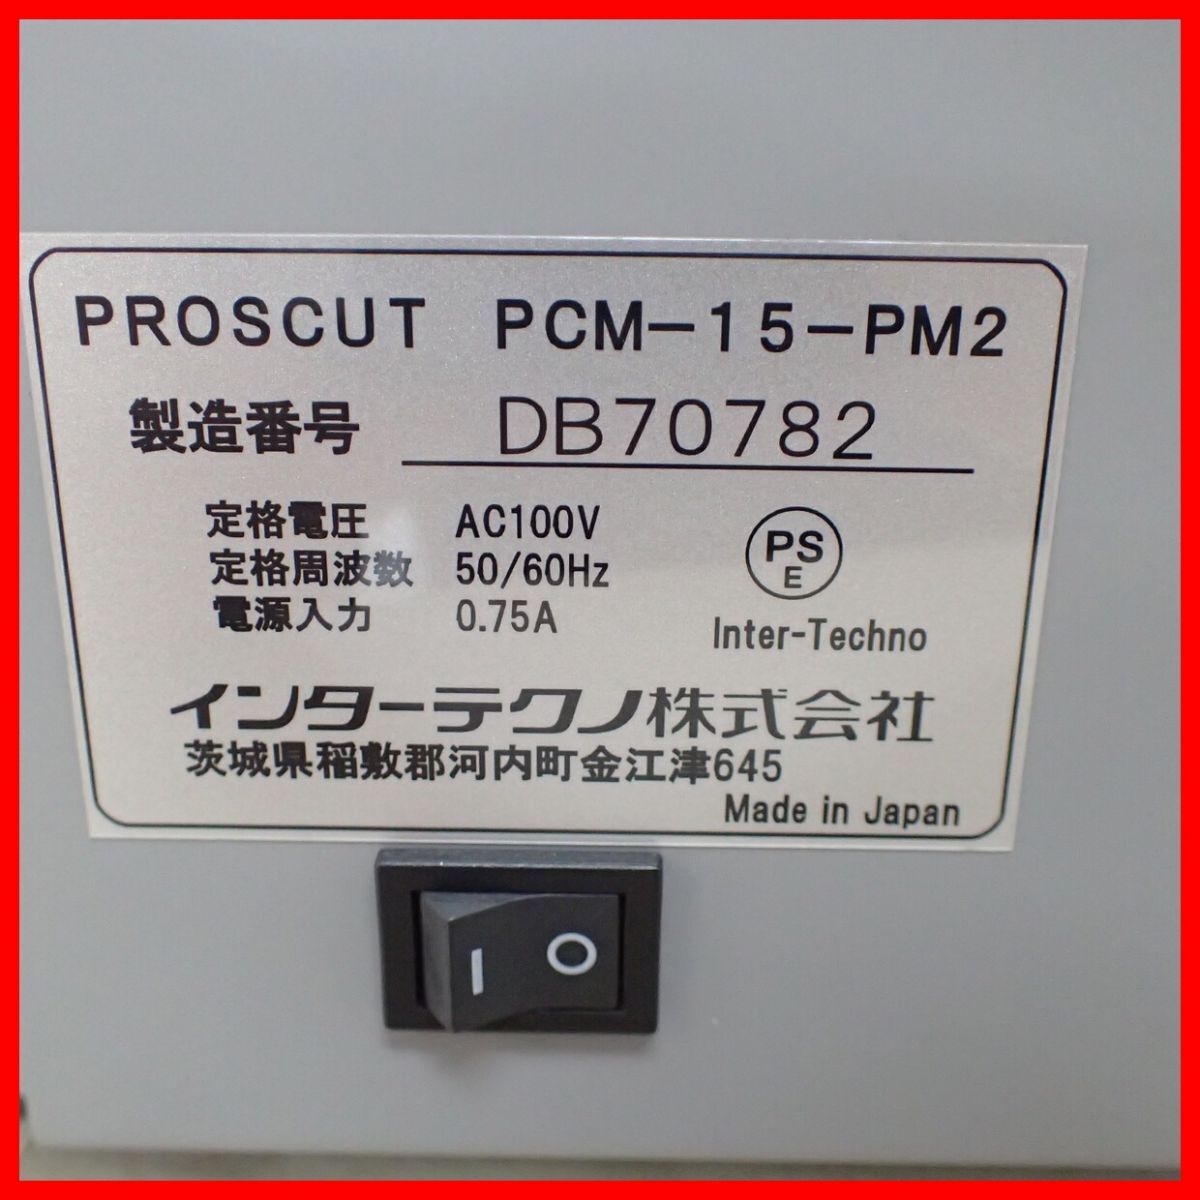 PROSCUT PCM-15-PM2
製造番号 DB70782
定格電圧 AC100V
定格周波数 50/60Hz
電源入力 0.75A
PS
E
Inter-Techno
インターテクノ株式会社
茨城県稲敷郡河内町金江津645
Made in Japan